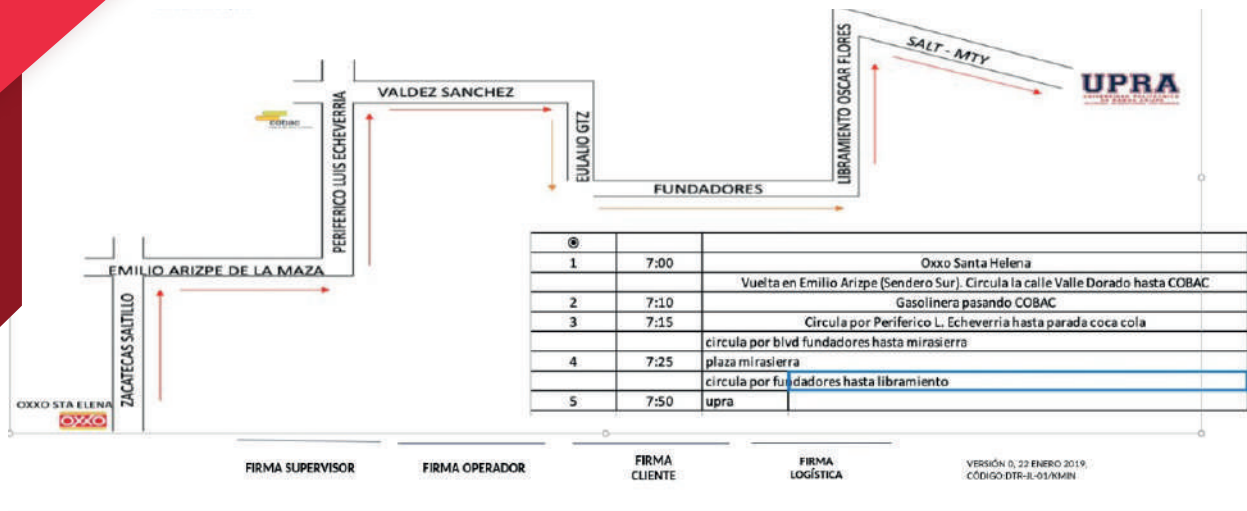 SALT - MTY
LIBRAMIENTO OSCAR FLORES
UPRA
VALDEZ SANCHEZ
cobac
PERIFERICO LUIS ECHEVERRIA
EULALIO GTZ
FUNDADORES
EMILIO ARIZPE DE LA MAZA
ZACATECAS SALTILLO
OXXO STA ELENA
OXXO
1 7:00 Oxxo Santa Helena
Vuelta en Emilio Arizpe (Sendero Sur). Circula la calle Valle Dorado hasta COBAC
2 7:10 Gasolinera pasando COBAC
3 7:15 Circula por Periferico L. Echeverria hasta parada coca cola
circula por blvd fundadores hasta mirasierra
4 7:25 plaza mirasierra
circula por fundadores hasta libramiento
5 7:50 upra
FIRMA SUPERVISOR
FIRMA OPERADOR
FIRMA
CLIENTE
FIRMA
LOGÍSTICA
VERSIÓN 0, 22 ENERO 2019,
CÓDIGO:DTR-JL-01/KMIN